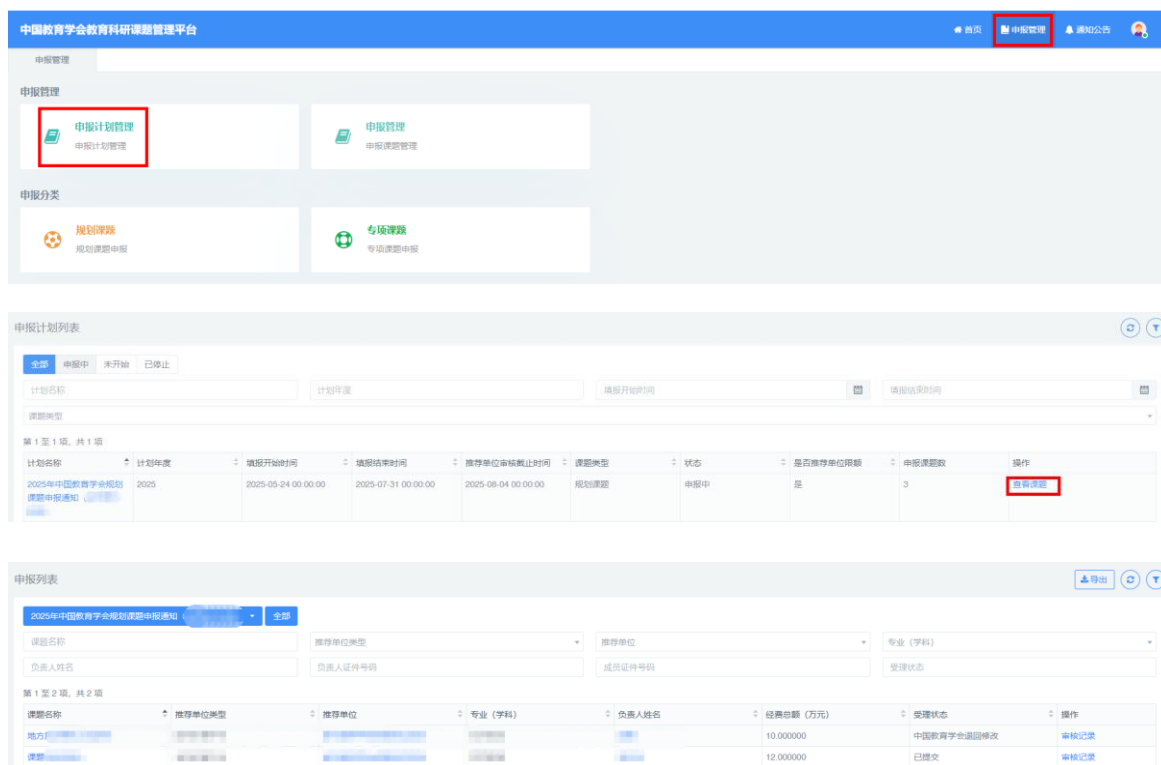 中国教育学会教育科研课题管理平台 首页 申报管理 通知公告
申报管理
申报管理
申报计划管理 申报管理
申报计划管理 申报课题管理
申报分类
规划课题 专项课题
规划课题申报 专项课题申报
申报计划列表
全部 申报中 未开始 已停止
计划名称 计划年度 填报开始时间 填报结束时间
课题类型
第 1 至 1 项，共 1 项
计划名称 计划年度 填报开始时间 填报结束时间 推荐单位审核截止时间 课题类型 状态 是否推荐单位限额 申报课题数 操作
2025年中国教育学会规划 2025 2025-05-24 00:00:00 2025-07-31 00:00:00 2025-08-04 00:00:00 规划课题 申报中 是 3 查看课题
课题申报通知（
申报列表 导出
2025年中国教育学会规划课题申报通知（ 全部
课题名称 推荐单位类型 推荐单位 专业（学科）
负责人姓名 负责人证件号码 成员证件号码 受理状态
第 1 至 2 项，共 2 项
课题名称 推荐单位类型 推荐单位 专业（学科） 负责人姓名 经费总额（万元） 受理状态 操作
地方 10.000000 中国教育学会退回修改 审核记录
课题 12.000000 已提交 审核记录